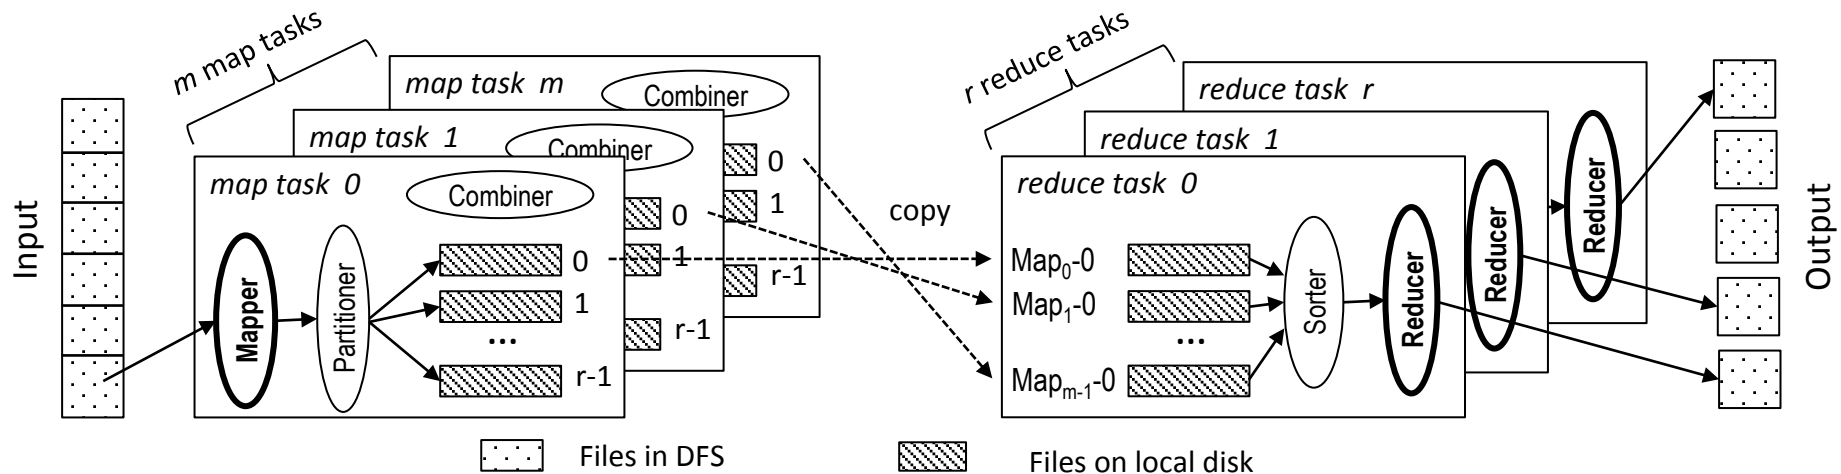 Input
m map tasks
map task m
Combiner
0
1
r-1
map task 1
Combiner
0
1
r-1
map task 0
Combiner
Mapper
Partitioner
0
1
...
r-1
copy
r reduce tasks
reduce task r
Reducer
reduce task 1
Reducer
reduce task 0
Map0-0
Map1-0
...
Mapm-1-0
Sorter
Reducer
Output
Files in DFS
Files on local disk